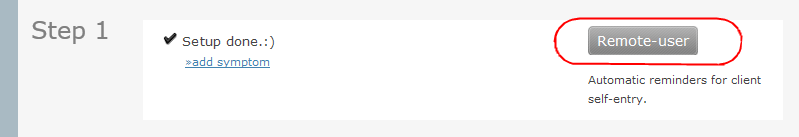 Step 1
✔ Setup done.:)
»add symptom
Remote-user
Automatic reminders for client
self-entry.